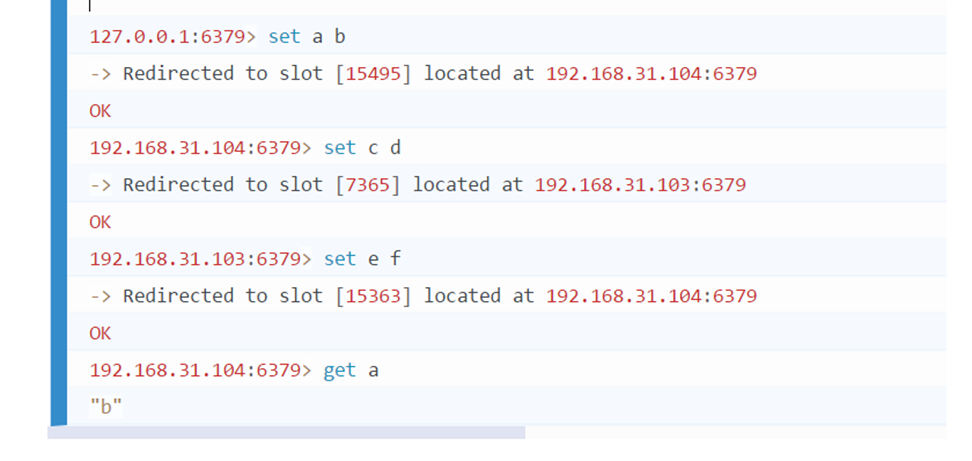 127.0.0.1:6379> set a b
-> Redirected to slot [15495] located at 192.168.31.104:6379
OK
192.168.31.104:6379> set c d
-> Redirected to slot [7365] located at 192.168.31.103:6379
OK
192.168.31.103:6379> set e f
-> Redirected to slot [15363] located at 192.168.31.104:6379
OK
192.168.31.104:6379> get a
"b"